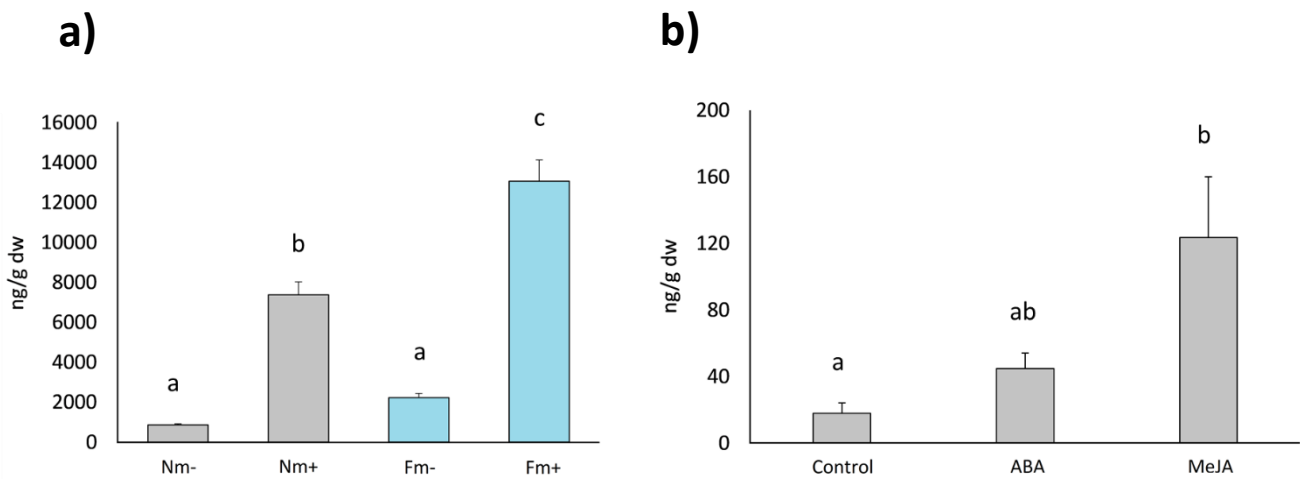 a)
16000
14000
12000
10000
8000
6000
4000
2000
0
ng/g dw
a
b
a
c
Nm-
Nm+
Fm-
Fm+
b)
200
160
120
80
40
0
ng/g dw
a
ab
b
Control
ABA
MeJA